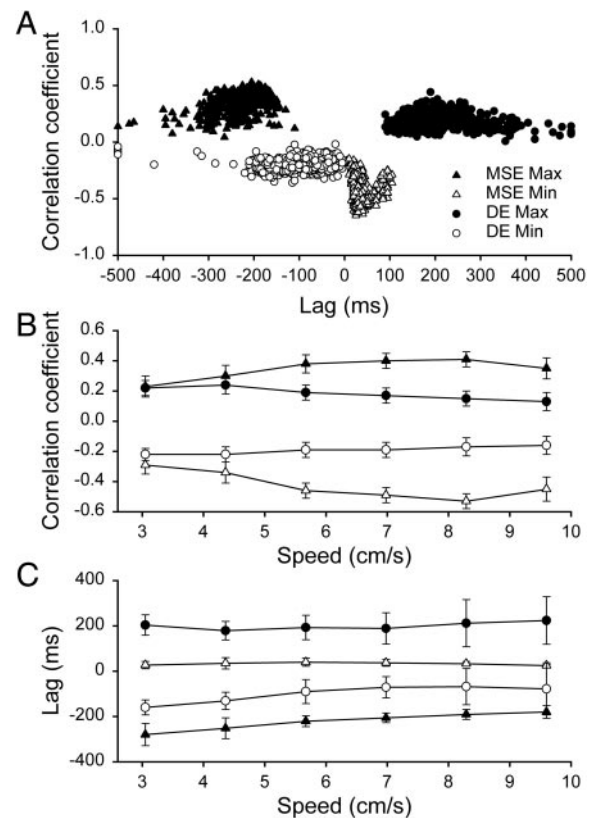 A
Correlation coefficient
1.0
0.5
0.0
-0.5
-1.0
MSE Max
MSE Min
DE Max
DE Min
-500 -400 -300 -200 -100 0 100 200 300 400 500
Lag (ms)
B
Correlation coefficient
0.6
0.4
0.2
0.0
-0.2
-0.4
-0.6
3 4 5 6 7 8 9 10
Speed (cm/s)
C
Lag (ms)
400
200
0
-200
-400
3 4 5 6 7 8 9 10
Speed (cm/s)